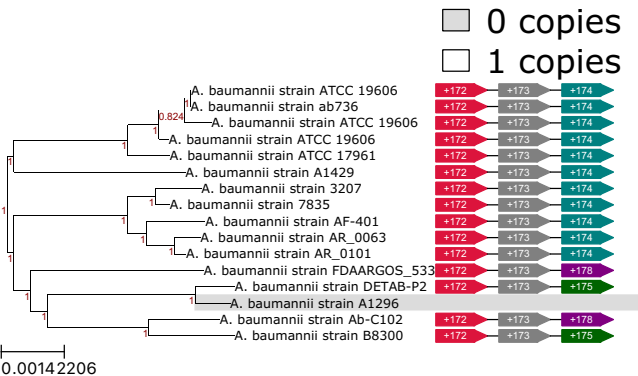 0 copies
1 copies
A. baumannii strain ATCC 19606 +172 +173 +174
1 A. baumannii strain ab736 +172 +173 +174
0.824 A. baumannii strain ATCC 19606 +172 +173 +174
A. baumannii strain ATCC 19606 +172 +173 +174
1 1 A. baumannii strain ATCC 17961 +172 +173 +174
1 A. baumannii strain A1429 +172 +173 +174
A. baumannii strain 3207 +172 +173 +174
1 1 A. baumannii strain 7835 +172 +173 +174
1 A. baumannii strain AF-401 +172 +173 +174
1 A. baumannii strain AR_0063 +172 +173 +174
1 1 A. baumannii strain AR_0101 +172 +173 +174
A. baumannii strain FDAARGOS_533 +172 +173 +178
A. baumannii strain DETAB-P2 +172 +173 +175
1 1 A. baumannii strain A1296
1 A. baumannii strain Ab-C102 +172 +173 +178
1 A. baumannii strain B8300 +172 +173 +175
0.00142206